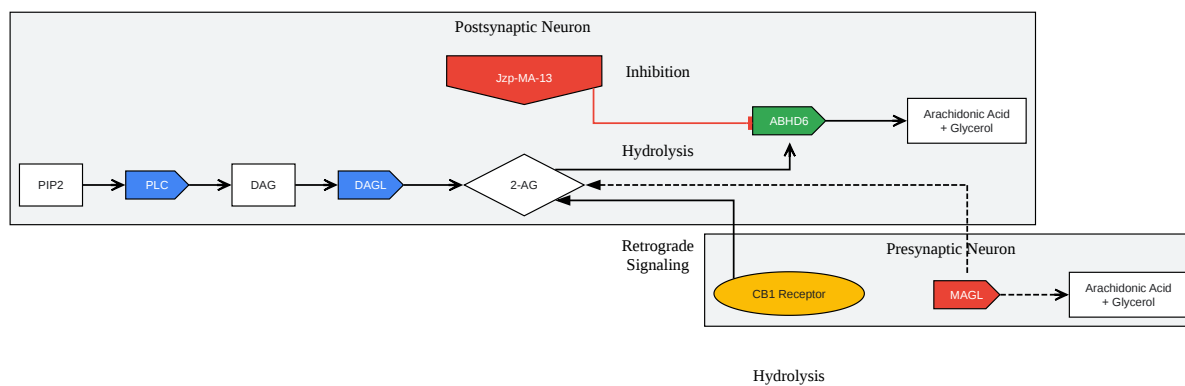 Postsynaptic Neuron
Jzp-MA-13
Inhibition
ABHD6
Arachidonic Acid
+ Glycerol
Hydrolysis
PIP2
PLC
DAG
DAGL
2-AG
Retrograde
Signaling
Presynaptic Neuron
CB1 Receptor
MAGL
Arachidonic Acid
+ Glycerol
Hydrolysis